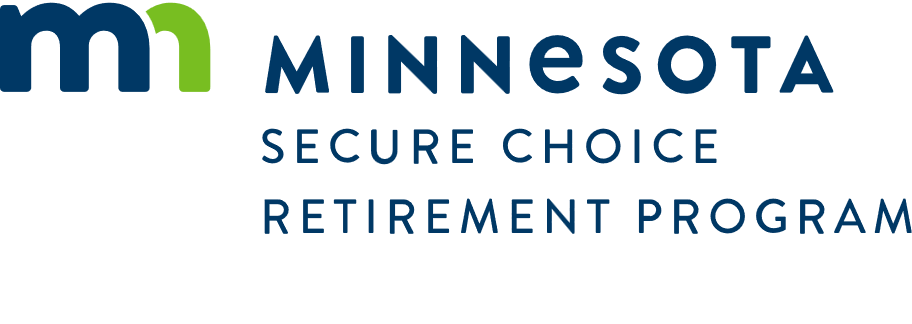 mn
MINNeSOTA
SECURE CHOICE
RETIREMENT PROGRAM